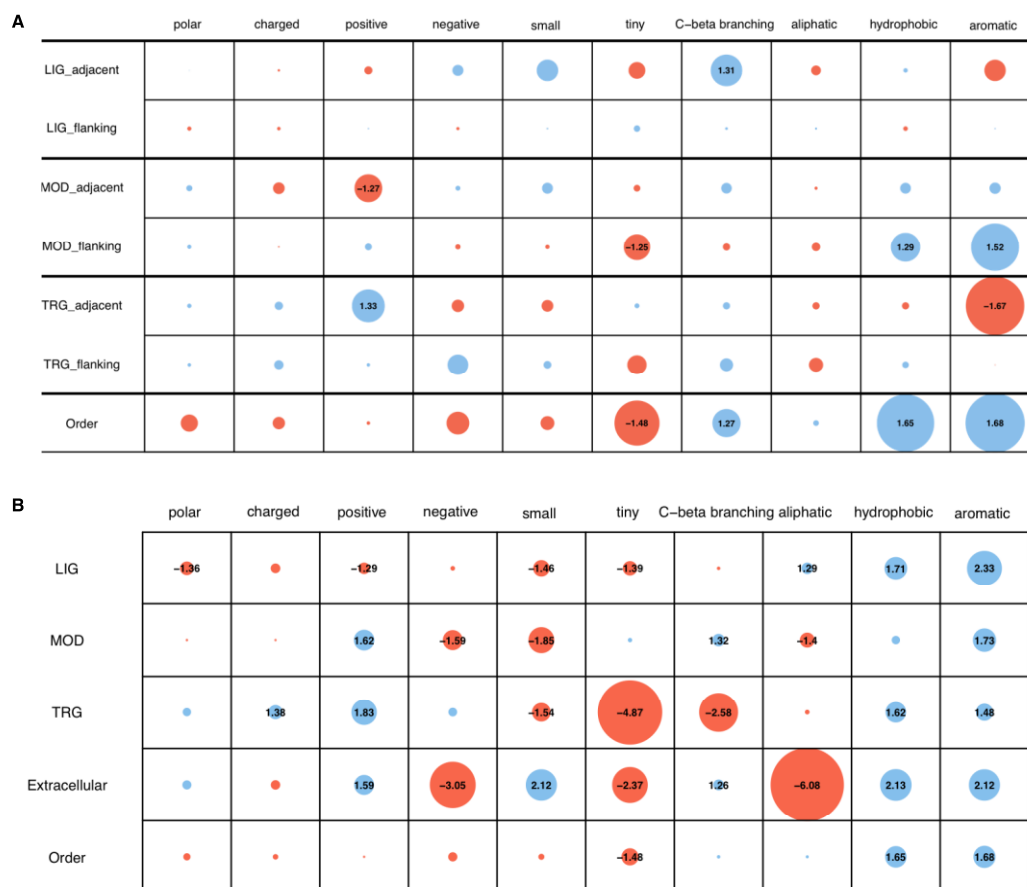 A
polar charged positive negative small tiny C−beta branching aliphatic hydrophobic aromatic
LIG_adjacent 1.31
LIG_flanking
MOD_adjacent −1.27
MOD_flanking −1.25 1.29 1.52
TRG_adjacent 1.33 −1.67
TRG_flanking
Order −1.48 1.27 1.65 1.68
B
polar charged positive negative small tiny C−beta branching aliphatic hydrophobic aromatic
LIG −1.36 −1.29 −1.46 −1.39 1.29 1.71 2.33
MOD 1.62 −1.59 −1.85 1.32 −1.4 1.73
TRG 1.38 1.83 −1.54 −4.87 −2.58 1.62 1.48
Extracellular 1.59 −3.05 2.12 −2.37 1.26 −6.08 2.13 2.12
Order −1.48 1.65 1.68